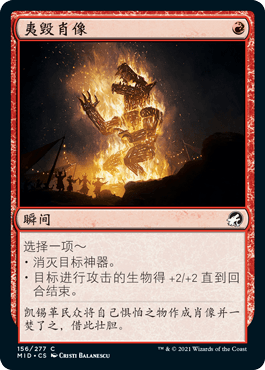 夷毁肖像
瞬间
选择一项～
• 消灭目标神器。
• 目标进行攻击的生物得 +2/+2 直到回
合结束。
凯锡革民众将自己惧怕之物作成肖像并一
焚了之，借此壮胆。
156/277 C
MID • CS CRISTI BALANESCU
™ & © 2021 Wizards of the Coast